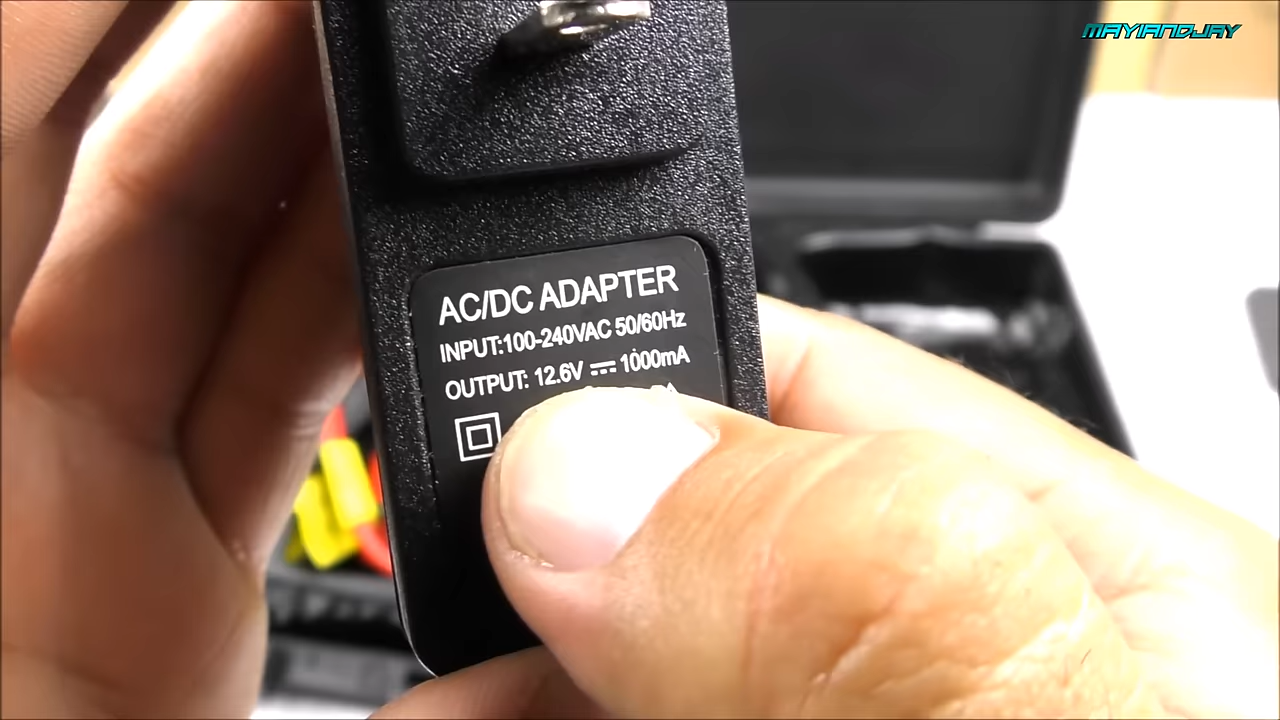 MAYIANDJAY
AC/DC ADAPTER
INPUT:100-240VAC 50/60Hz
OUTPUT: 12.6V ⎓ 1000mA